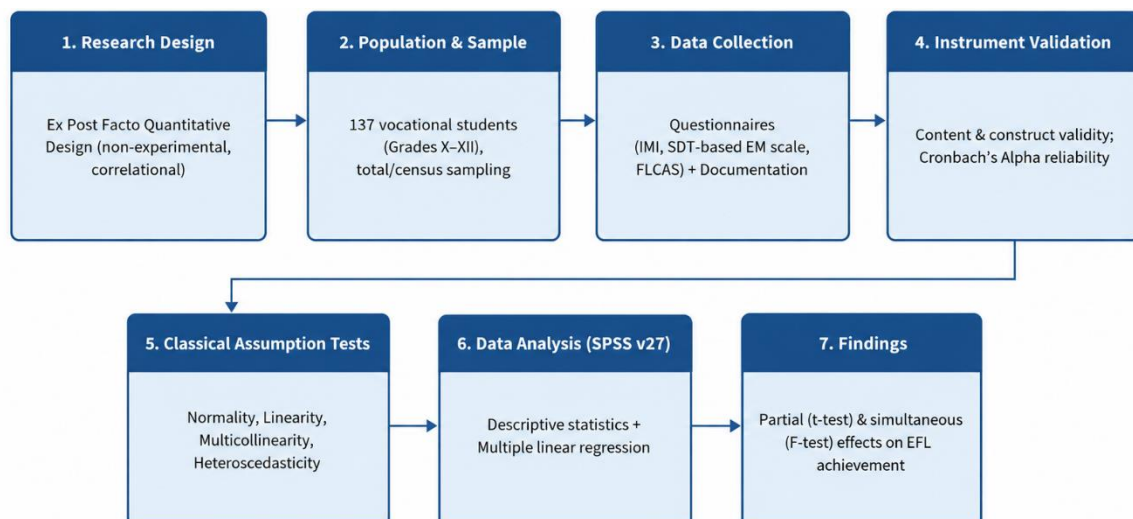 1. Research Design
Ex Post Facto Quantitative
Design (non-experimental,
correlational)
2. Population & Sample
137 vocational students
(Grades X–XII),
total/census sampling
3. Data Collection
Questionnaires
(IMI, SDT-based EM scale,
FLCAS) + Documentation
4. Instrument Validation
Content & construct validity;
Cronbach's Alpha reliability
5. Classical Assumption Tests
Normality, Linearity,
Multicollinearity,
Heteroscedasticity
6. Data Analysis (SPSS v27)
Descriptive statistics +
Multiple linear regression
7. Findings
Partial (t-test) & simultaneous
(F-test) effects on EFL
achievement